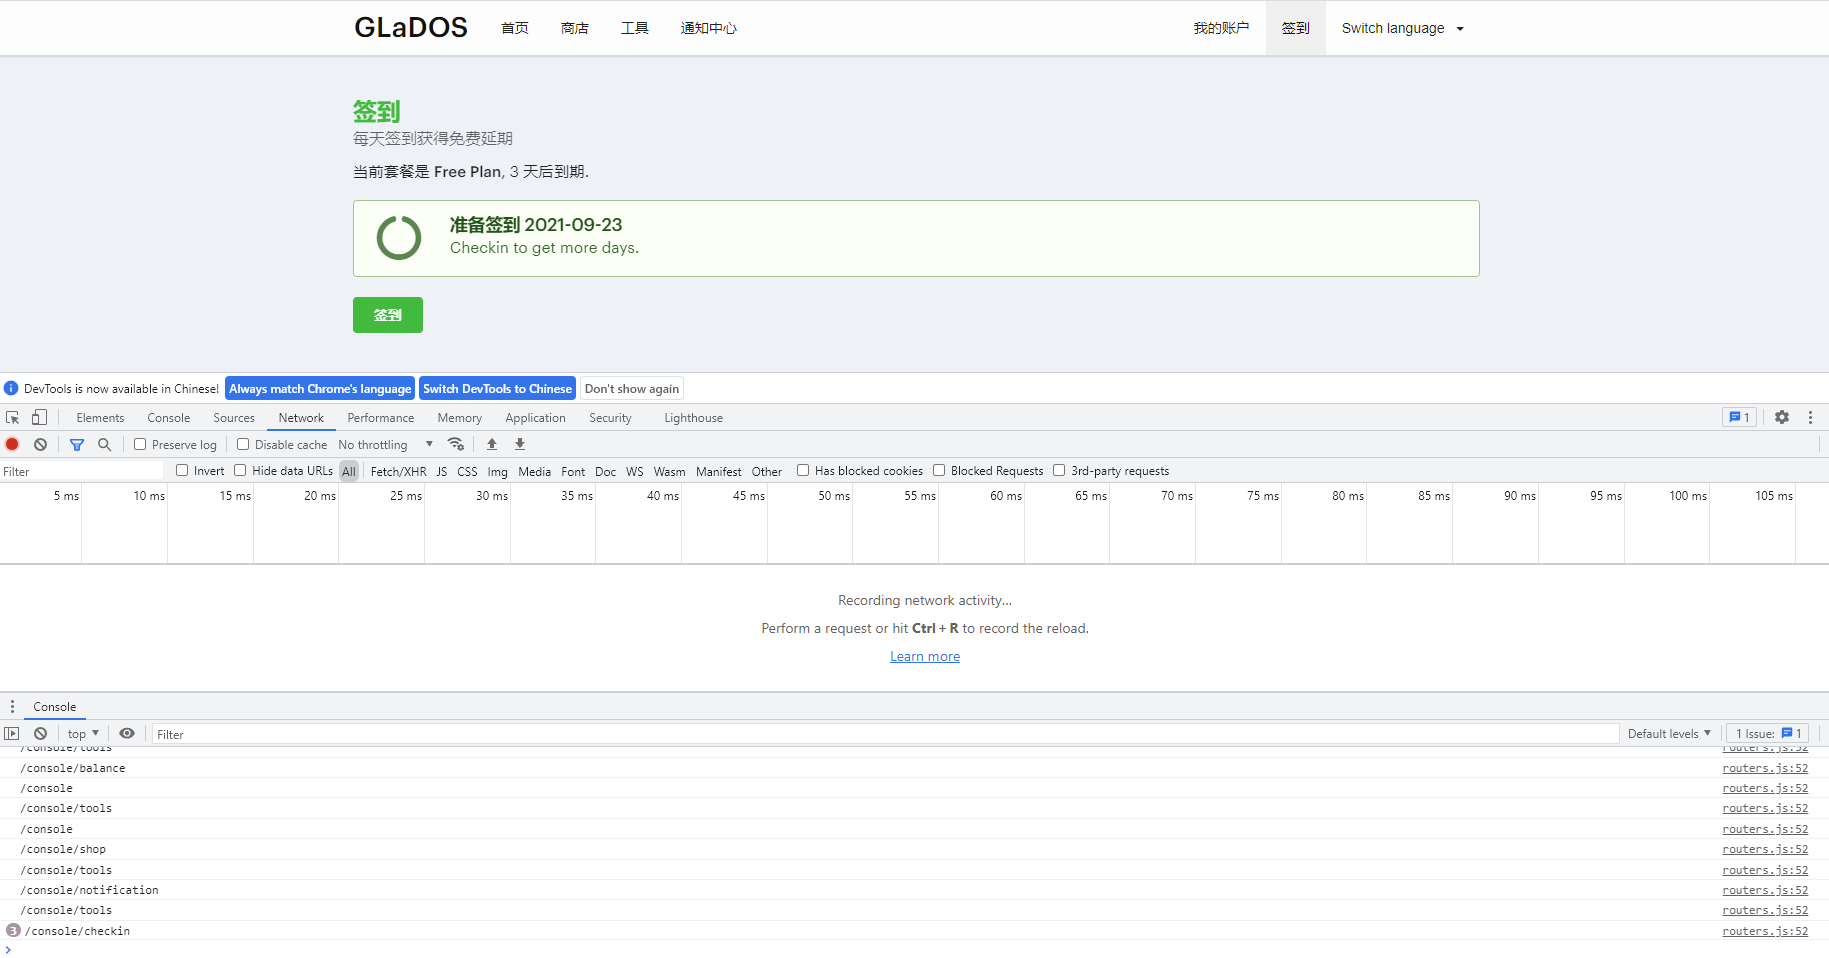 GLaDOS 首页 商店 工具 通知中心 我的账户 签到 Switch language
签到
每天签到获得免费延期
当前套餐是 Free Plan, 3 天后到期.
准备签到 2021-09-23
Checkin to get more days.
签到
DevTools is now available in Chinese! Always match Chrome's language Switch DevTools to Chinese Don't show again
Elements Console Sources Network Performance Memory Application Security Lighthouse 1
Preserve log Disable cache No throttling
Filter Invert Hide data URLs All Fetch/XHR JS CSS Img Media Font Doc WS Wasm Manifest Other Has blocked cookies Blocked Requests 3rd-party requests
5 ms 10 ms 15 ms 20 ms 25 ms 30 ms 35 ms 40 ms 45 ms 50 ms 55 ms 60 ms 65 ms 70 ms 75 ms 80 ms 85 ms 90 ms 95 ms 100 ms 105 ms
Recording network activity...
Perform a request or hit Ctrl + R to record the reload.
Learn more
Console
top Filter Default levels 1 Issue: 1
/console/tools routers.js:52
/console/balance routers.js:52
/console routers.js:52
/console/tools routers.js:52
/console routers.js:52
/console/shop routers.js:52
/console/tools routers.js:52
/console/notification routers.js:52
/console/tools routers.js:52
3 /console/checkin routers.js:52